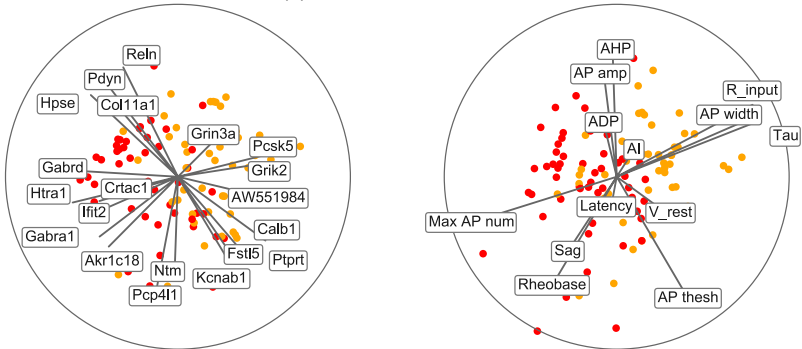 Reln
Pdyn
Hpse
Col11a1
Grin3a
Pcsk5
Gabrd
Grik2
Htra1
Crtac1
AW551984
Ifit2
Gabra1
Calb1
Akr1c18
Fstl5
Ptprt
Ntm
Kcnab1
Pcp4l1
AHP
AP amp
R_input
AP width
ADP
Tau
AI
Latency
V_rest
Max AP num
Sag
Rheobase
AP thesh